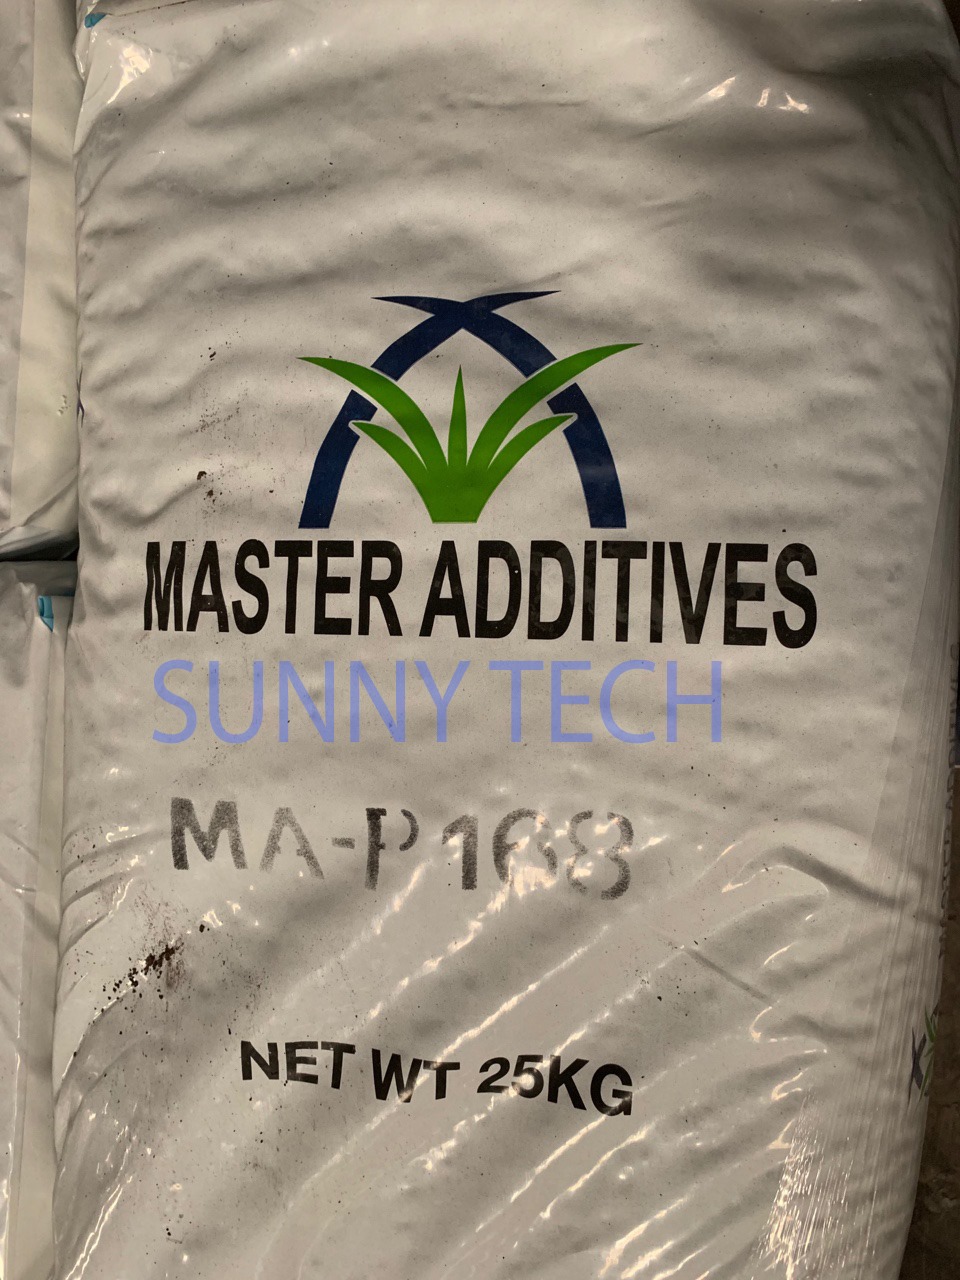 MASTER ADDITIVES
SUNNY TECH
MA-P168
NET WT 25KG